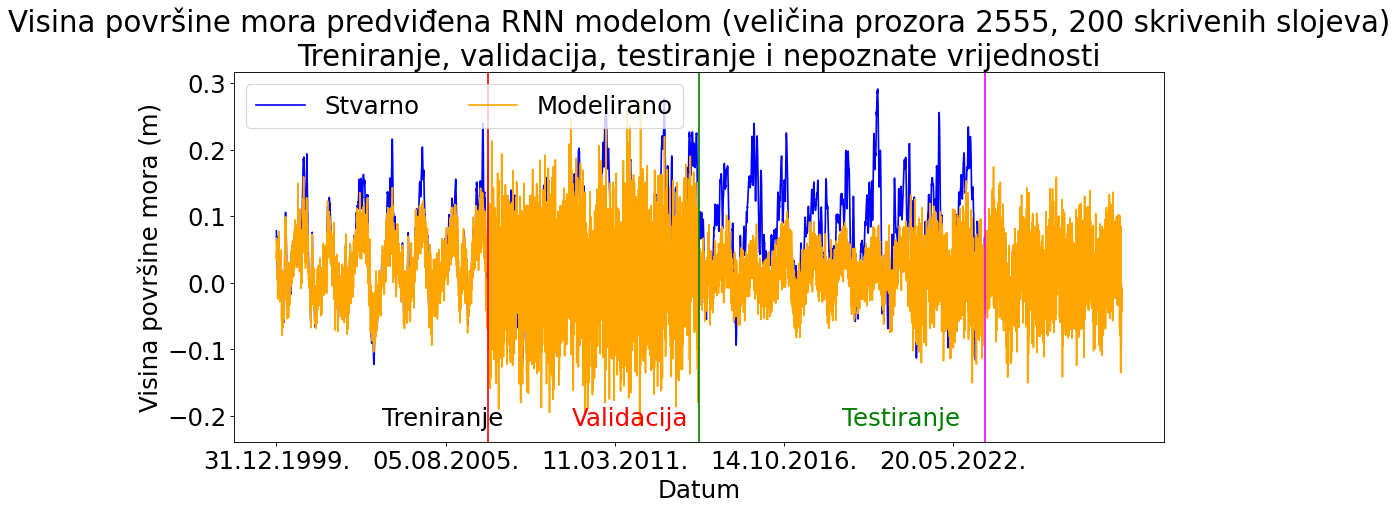 Visina površine mora predviđena RNN modelom (veličina prozora 2555, 200 skrivenih slojeva)
Treniranje, validacija, testiranje i nepoznate vrijednosti
Stvarno
Modelirano
Visina površine mora (m)
0.3
0.2
0.1
0.0
−0.1
−0.2
Treniranje
Validacija
Testiranje
31.12.1999.
05.08.2005.
11.03.2011.
14.10.2016.
20.05.2022.
Datum